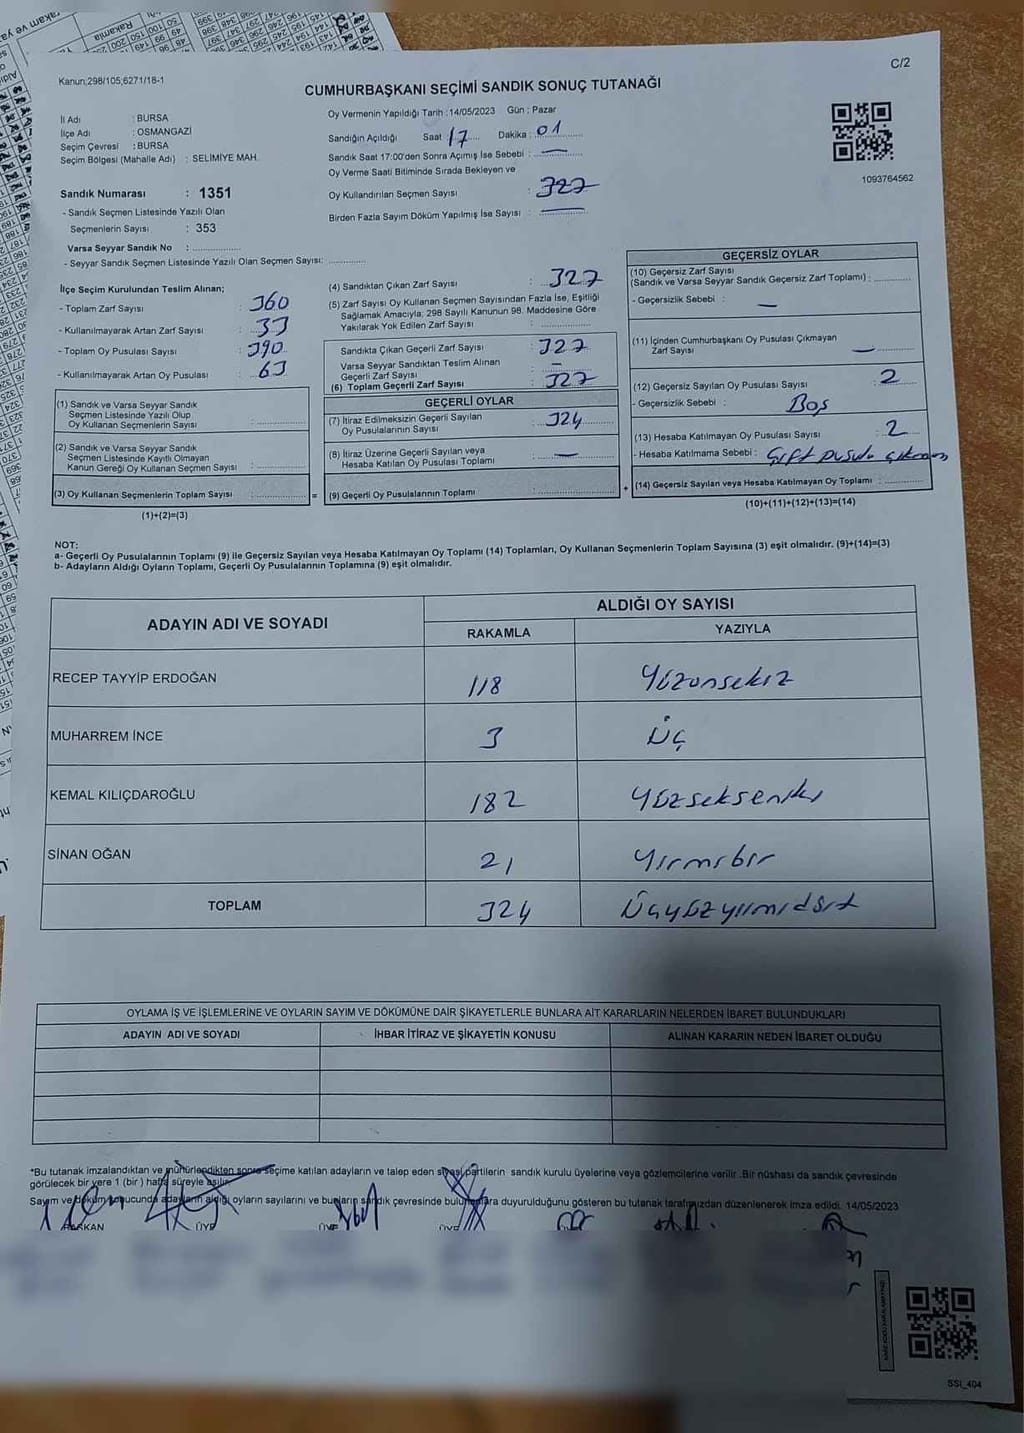 Kanun,298/105,6271/18-1
C/2
CUMHURBAŞKANI SEÇİMİ SANDIK SONUÇ TUTANAĞI
İl Adı : BURSA
İlçe Adı : OSMANGAZİ
Seçim Çevresi : BURSA
Seçim Bölgesi (Mahalle Adı) : SELİMİYE MAH.
Sandık Numarası : 1351
- Sandık Seçmen Listesinde Yazılı Olan
Seçmenlerin Sayısı : 353
Varsa Seyyar Sandık No :
- Seyyar Sandık Seçmen Listesinde Yazılı Olan Seçmen Sayısı:
Oy Vermenin Yapıldığı Tarih :14/05/2023 Gün : Pazar
Sandığın Açıldığı Saat 17 Dakika : 01
Sandık Saat 17:00'den Sonra Açımış İse Sebebi : —
Oy Verme Saati Bitiminde Sırada Bekleyen ve
Oy Kullandırılan Seçmen Sayısı : 327
Birden Fazla Sayım Döküm Yapılmış İse Sayısı : —
1093764562
İlçe Seçim Kurulundan Teslim Alınan;
- Toplam Zarf Sayısı : 360
- Kullanılmayarak Artan Zarf Sayısı : 33
- Toplam Oy Pusulası Sayısı : 390
- Kullanılmayarak Artan Oy Pusulası : 63
(1) Sandık ve Varsa Seyyar Sandık
Seçmen Listesinde Yazılı Olup
Oy Kullanan Seçmenlerin Sayısı :
(2) Sandık ve Varsa Seyyar Sandık
Seçmen Listesinde Kayıtlı Olmayan
Kanun Gereği Oy Kullanan Seçmen Sayısı :
(3) Oy Kullanan Seçmenlerin Toplam Sayısı :
(1)+(2)=(3)
(4) Sandıktan Çıkan Zarf Sayısı : 327
(5) Zarf Sayısı Oy Kullanan Seçmen Sayısından Fazla İse, Eşitliği
Sağlamak Amacıyla; 298 Sayılı Kanunun 98. Maddesine Göre
Yakılarak Yok Edilen Zarf Sayısı :
Sandıkta Çıkan Geçerli Zarf Sayısı : 327
Varsa Seyyar Sandıktan Teslim Alınan
Geçerli Zarf Sayısı : —
(6) Toplam Geçerli Zarf Sayısı : 327
GEÇERLİ OYLAR
(7) İtiraz Edilmeksizin Geçerli Sayılan
Oy Pusulalarının Sayısı : 324
(8) İtiraz Üzerine Geçerli Sayılan veya
Hesaba Katılan Oy Pusulası Toplamı : —
= (9) Geçerli Oy Pusulalarının Toplamı :
GEÇERSİZ OYLAR
(10) Geçersiz Zarf Sayısı
(Sandık ve Varsa Seyyar Sandık Geçersiz Zarf Toplamı) :
- Geçersizlik Sebebi : —
(11) İçinden Cumhurbaşkanı Oy Pusulası Çıkmayan
Zarf Sayısı : —
(12) Geçersiz Sayılan Oy Pusulası Sayısı : 2
- Geçersizlik Sebebi : Boş
(13) Hesaba Katılmayan Oy Pusulası Sayısı : 2
- Hesaba Katılmama Sebebi : çift pusula
+ (14) Geçersiz Sayılan veya Hesaba Katılmayan Oy Toplamı :
(10)+(11)+(12)+(13)=(14)
NOT:
a- Geçerli Oy Pusulalarının Toplamı (9) ile Geçersiz Sayılan veya Hesaba Katılmayan Oy Toplamı (14) Toplamları, Oy Kullanan Seçmenlerin Toplam Sayısına (3) eşit olmalıdır. (9)+(14)=(3)
b- Adayların Aldığı Oyların Toplamı, Geçerli Oy Pusulalarının Toplamına (9) eşit olmalıdır.
ADAYIN ADI VE SOYADI ALDIĞI OY SAYISI
RAKAMLA YAZIYLA
RECEP TAYYİP ERDOĞAN 118 Yüzonsekiz
MUHARREM İNCE 3 Üç
KEMAL KILIÇDAROĞLU 182 Yüzsekseniki
SİNAN OĞAN 21 Yirmibir
TOPLAM 324 Üçyüzyirmidört
OYLAMA İŞ VE İŞLEMLERİNE VE OYLARIN SAYIM VE DÖKÜMÜNE DAİR ŞİKAYETLERLE BUNLARA AİT KARARLARIN NELERDEN İBARET BULUNDUKLARI
ADAYIN ADI VE SOYADI İHBAR İTİRAZ VE ŞİKAYETİN KONUSU ALINAN KARARIN NEDEN İBARET OLDUĞU
*Bu tutanak imzalandıktan ve mühürlendikten sonra seçime katılan adayların ve talep eden siyasi partilerin sandık kurulu üyelerine veya gözlemcilerine verilir .Bir nüshası da sandık çevresinde
görülecek bir yere 1 (bir ) hafta süreyle asılır.
Sayım ve döküm sonucunda adayların aldığı oyların sayılarını ve bunların sandık çevresinde bulunanlara duyurulduğunu gösteren bu tutanak tarafımızdan düzenlenerek imza edildi. 14/05/2023
BAŞKAN ÜYE ÜYE ÜYE
SSİ_404